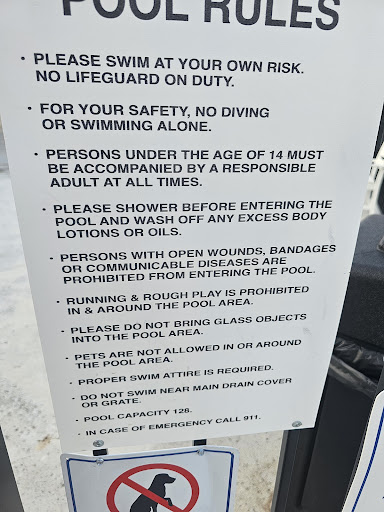 POOL RULES
· PLEASE SWIM AT YOUR OWN RISK.
NO LIFEGUARD ON DUTY.
· FOR YOUR SAFETY, NO DIVING
OR SWIMMING ALONE.
· PERSONS UNDER THE AGE OF 14 MUST
BE ACCOMPANIED BY A RESPONSIBLE
ADULT AT ALL TIMES.
· PLEASE SHOWER BEFORE ENTERING THE
POOL AND WASH OFF ANY EXCESS BODY
LOTIONS OR OILS.
· PERSONS WITH OPEN WOUNDS, BANDAGES
OR COMMUNICABLE DISEASES ARE
PROHIBITED FROM ENTERING THE POOL.
· RUNNING & ROUGH PLAY IS PROHIBITED
IN & AROUND THE POOL AREA.
· PLEASE DO NOT BRING GLASS OBJECTS
INTO THE POOL AREA.
· PETS ARE NOT ALLOWED IN OR AROUND
THE POOL AREA.
· PROPER SWIM ATTIRE IS REQUIRED.
· DO NOT SWIM NEAR MAIN DRAIN COVER
OR GRATE.
· POOL CAPACITY 128.
· IN CASE OF EMERGENCY CALL 911.